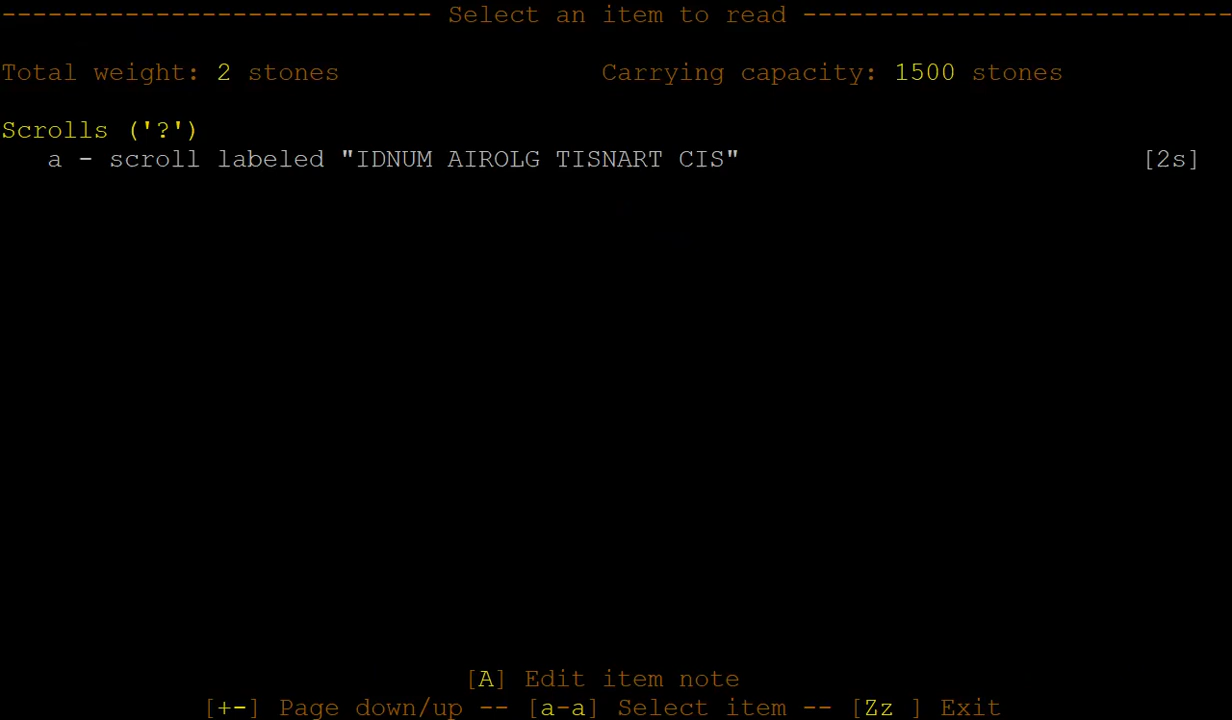 ---------------------------- Select an item to read ----------------------------
Total weight: 2 stones Carrying capacity: 1500 stones
Scrolls ('?')
a - scroll labeled "IDNUM AIROLG TISNART CIS" [2s]
[A] Edit item note
[+-] Page down/up -- [a-a] Select item -- [Zz ] Exit